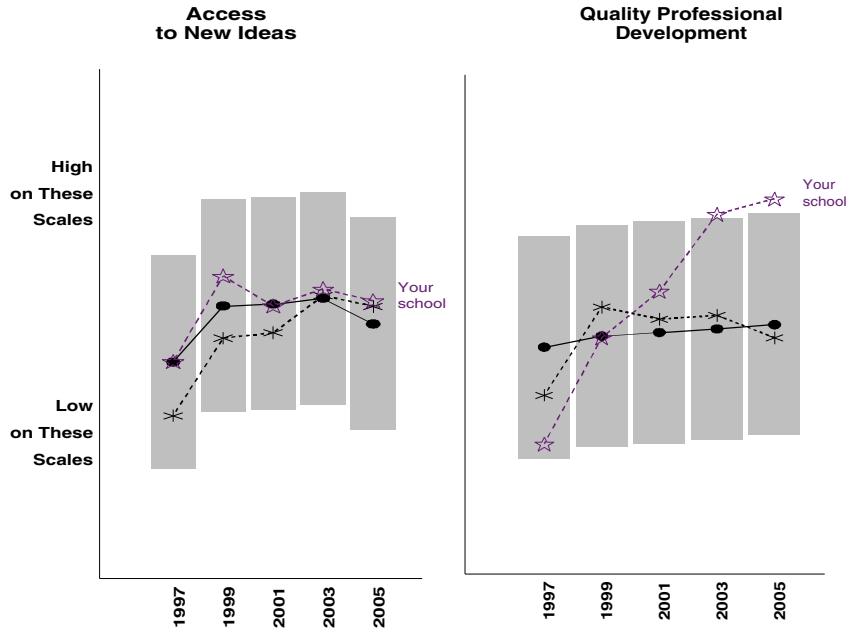 Access
to New Ideas
Quality Professional
Development
High
on These
Scales
Low
on These
Scales
Your
school
Your
school
1997
1999
2001
2003
2005
1997
1999
2001
2003
2005